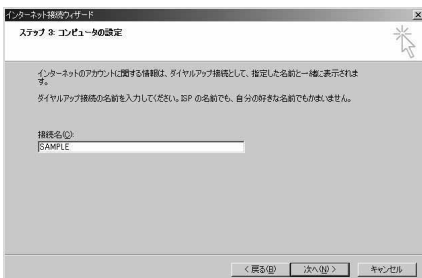 インターネット接続ウィザード
ステップ 3: コンピュータの設定
インターネットのアカウントに関する情報は、ダイヤルアップ接続として、指定した名前と一緒に表示されま
す。
ダイヤルアップ接続の名前を入力してください。ISP の名前でも、自分の好きな名前でもかまいません。
接続名(C):
SAMPLE
< 戻る(B)
次へ(N) >
キャンセル